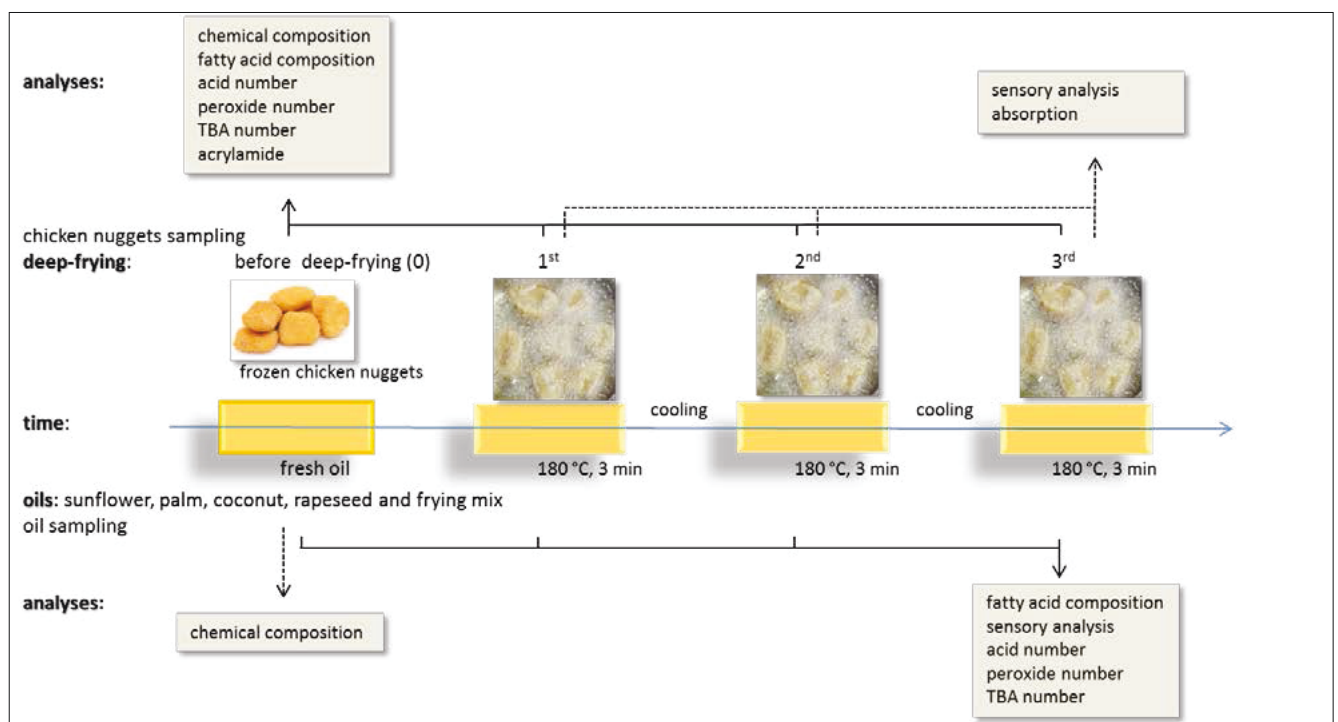 chemical composition
fatty acid composition
acid number
peroxide number
TBA number
acrylamide
analyses:
sensory analysis
absorption
chicken nuggets sampling
deep-frying: before deep-frying (0) 1st 2nd 3rd
frozen chicken nuggets
time: cooling cooling
fresh oil 180 °C, 3 min 180 °C, 3 min 180 °C, 3 min
oils: sunflower, palm, coconut, rapeseed and frying mix
oil sampling
analyses:
chemical composition
fatty acid composition
sensory analysis
acid number
peroxide number
TBA number